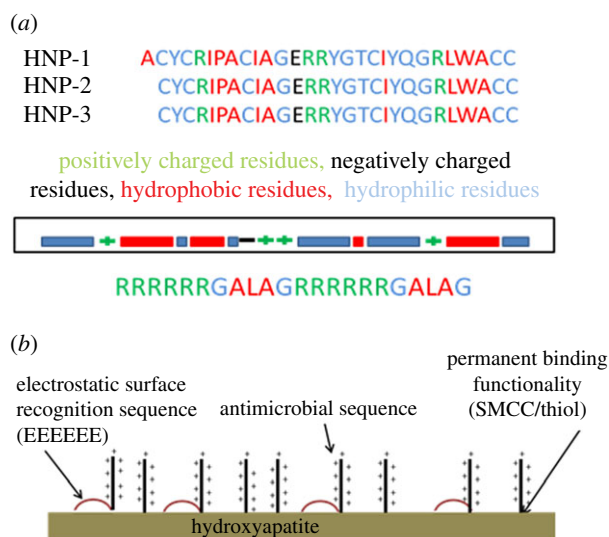 (a)
HNP-1 ACYCRIPACIAGERRYGTCIYQGRLWACC
HNP-2 CYCRIPACIAGERRYGTCIYQGRLWACC
HNP-3 CYCRIPACIAGERRYGTCIYQGRLWACC
positively charged residues, negatively charged
residues, hydrophobic residues, hydrophilic residues
RRRRRRGALAGRRRRRRGALAG
(b)
electrostatic surface
recognition sequence
(EEEEEE)
antimicrobial sequence
permanent binding
functionality
(SMCC/thiol)
hydroxyapatite